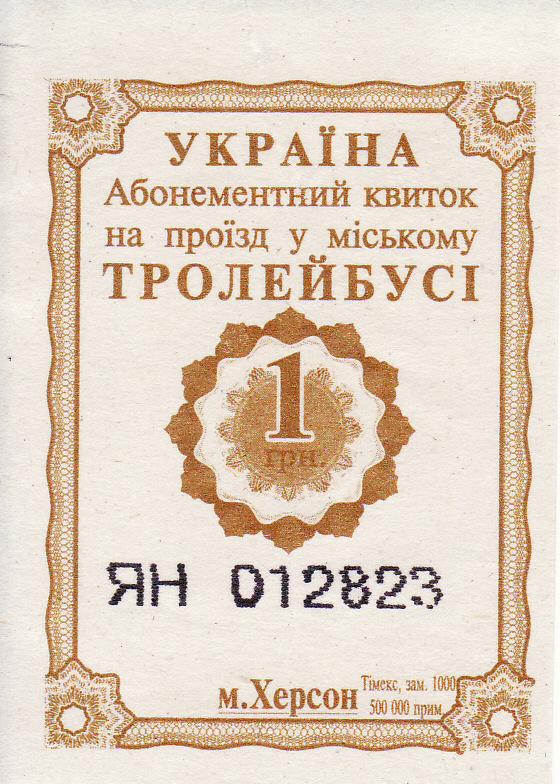 УКРАЇНА
Абонементний квиток
на проїзд у міському
ТРОЛЕЙБУСІ
1
грн.
ЯН 012823
м.Херсон
Тімекс, зам. 1000
500 000 прим